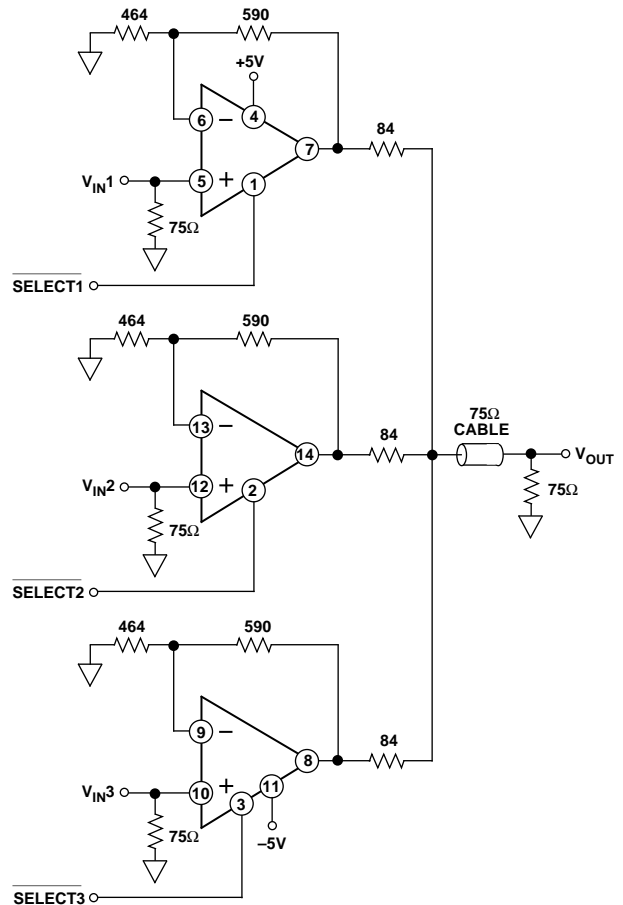 464
590
+5V
84
6
−
4
7
V_IN1
5
+
1
75Ω
SELECT1
464
590
13
−
14
84
75Ω
CABLE
V_OUT
V_IN2
12
+
2
75Ω
75Ω
SELECT2
464
590
9
−
8
84
V_IN3
10
+
3
11
75Ω
−5V
SELECT3